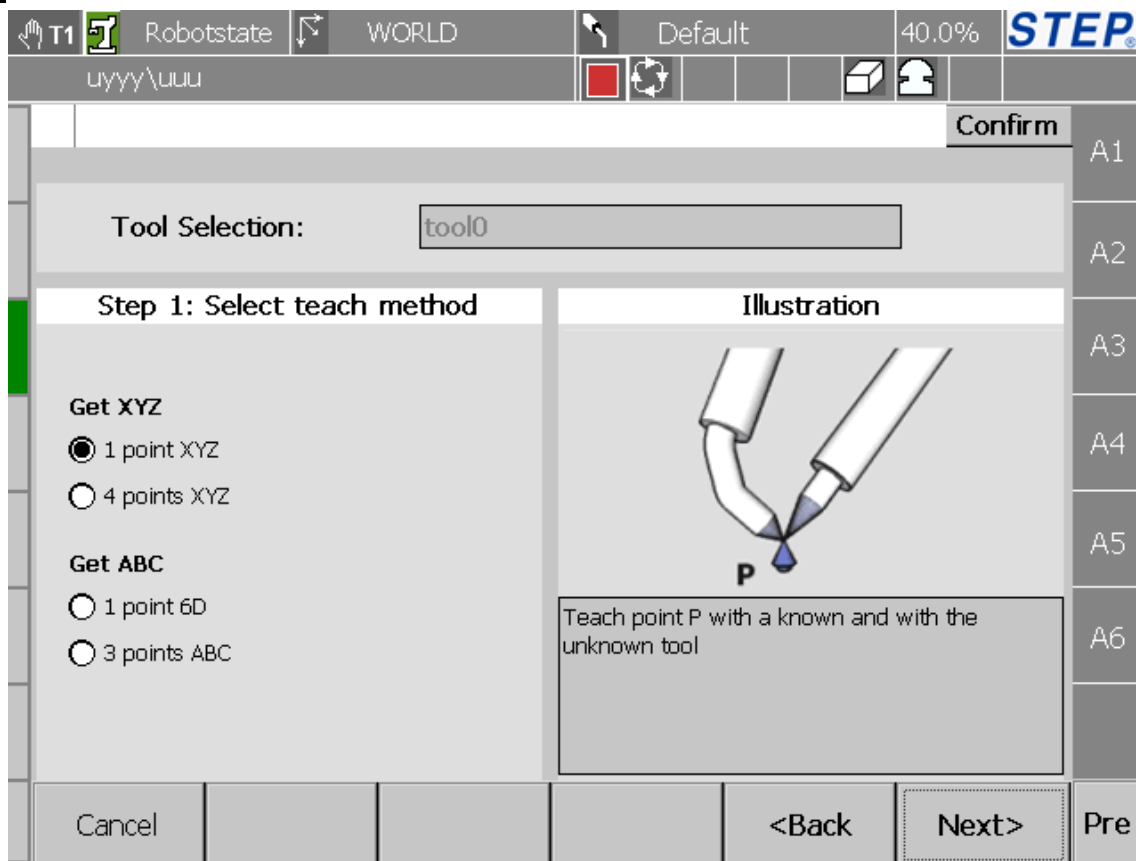 T1 Robotstate WORLD Default 40.0% STEP®
uyyy\uuu
Confirm
A1
Tool Selection: tool0
A2
Step 1: Select teach method
Illustration
A3
Get XYZ
1 point XYZ
A4
4 points XYZ
A5
Get ABC
P
1 point 6D
Teach point P with a known and with the
unknown tool
A6
3 points ABC
Cancel <Back Next> Pre